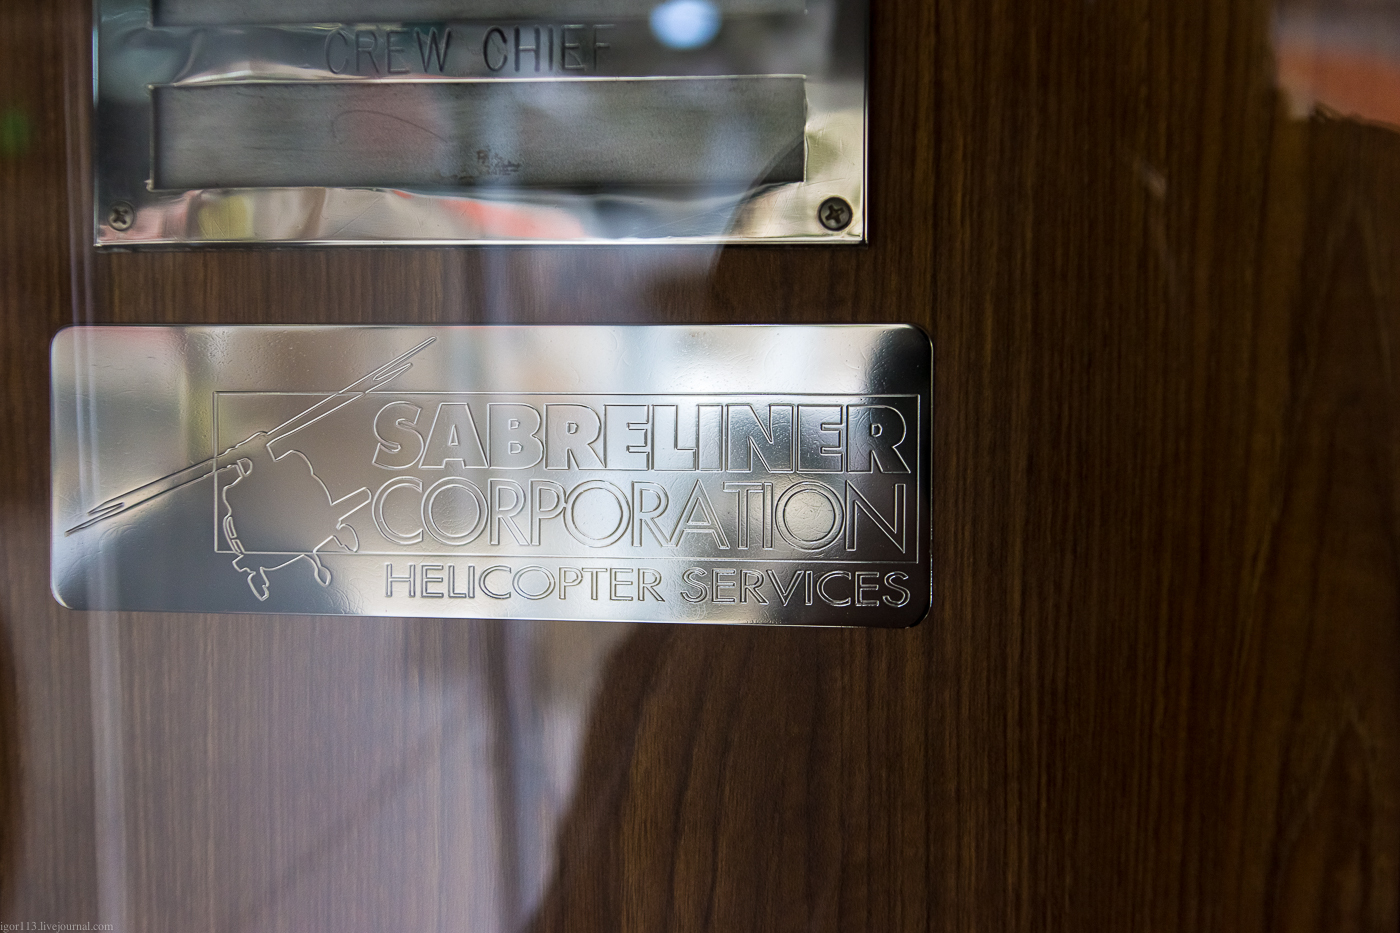 CREW CHIEF
SABRELINER
CORPORATION
HELICOPTER SERVICES
igor113.livejournal.com